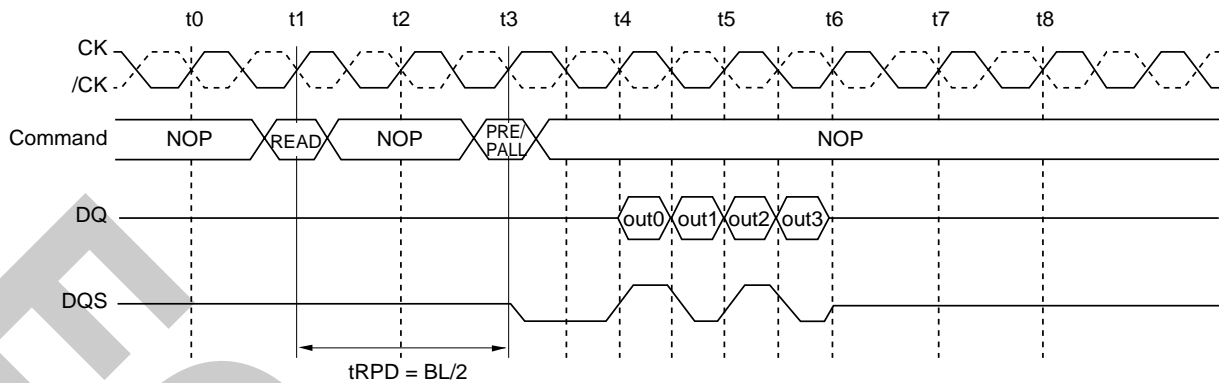 t0 t1 t2 t3 t4 t5 t6 t7 t8
CK
/CK
Command NOP READ NOP PRE/ PALL NOP
DQ out0 out1 out2 out3
DQS
tRPD = BL/2